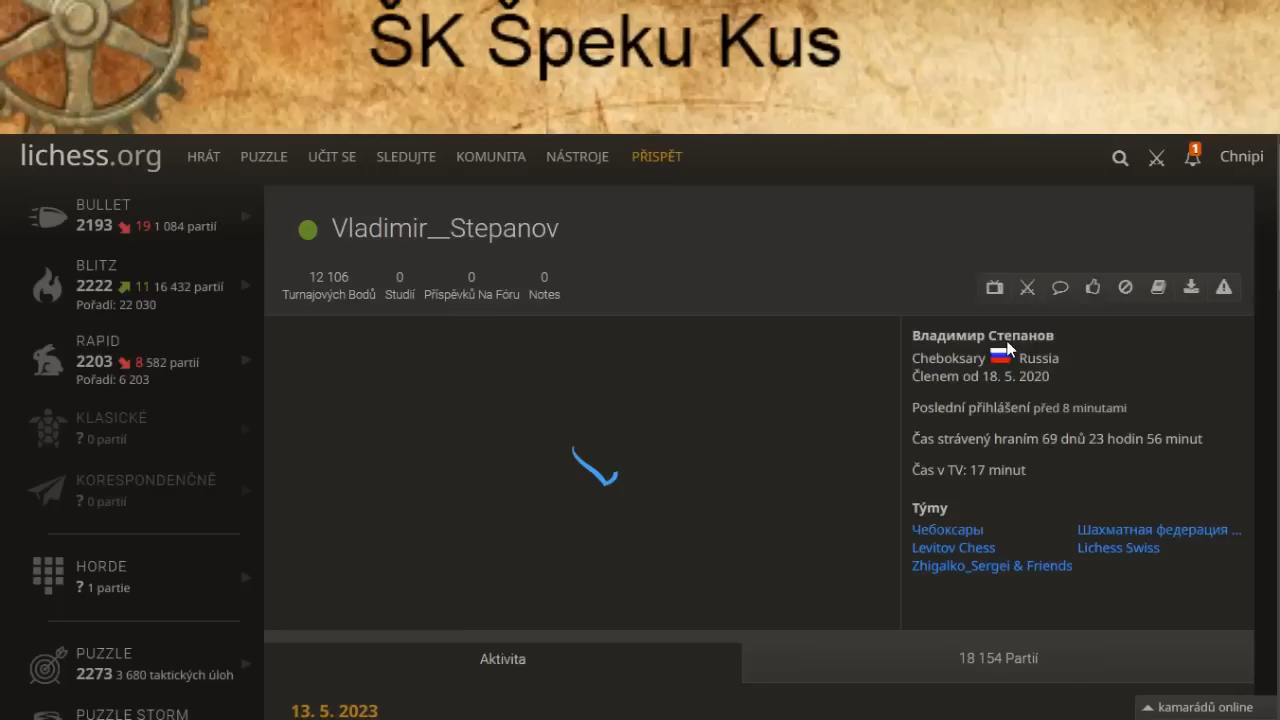 ŠK Špeku Kus
lichess.org
HRÁT
PUZZLE
UČIT SE
SLEDUJTE
KOMUNITA
NÁSTROJE
PŘISPĚT
1
Chnipi
BULLET
2193 19 1 084 partií
BLITZ
2222 11 16 432 partií
Pořadí: 22 030
RAPID
2203 8 582 partií
Pořadí: 6 203
KLASICKÉ
? 0 partií
KORESPONDENČNĚ
? 0 partií
HORDE
? 1 partie
PUZZLE
2273 3 680 taktických úloh
PUZZLE STORM
Vladimir__Stepanov
12 106
Turnajových Bodů
0
Studií
0
Příspěvků Na Fóru
0
Notes
Владимир Степанов
Cheboksary Russia
Členem od 18. 5. 2020
Poslední přihlášení před 8 minutami
Čas strávený hraním 69 dnů 23 hodin 56 minut
Čas v TV: 17 minut
Týmy
Чебоксары
Шахматная федерация ...
Levitov Chess
Lichess Swiss
Zhigalko_Sergei & Friends
Aktivita
18 154 Partií
13. 5. 2023
kamarádů online